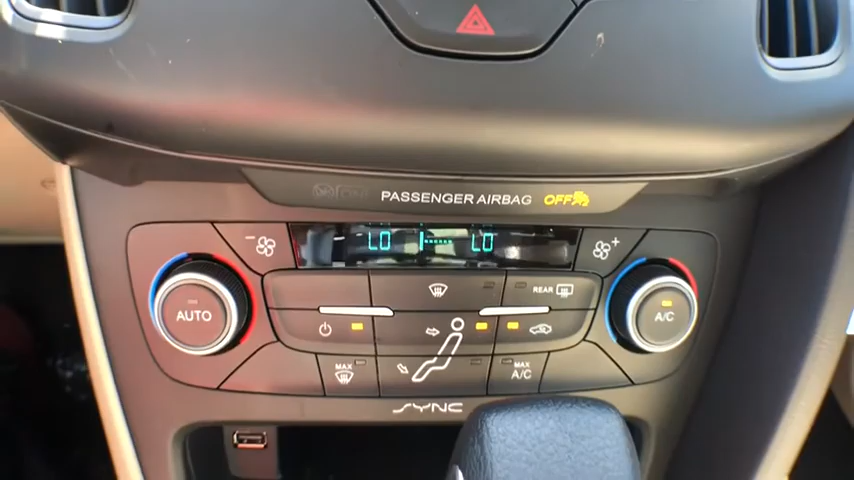 PASSENGER AIRBAG OFF
LO LO
REAR
AUTO
A/C
MAX
MAX
A/C
SYNC